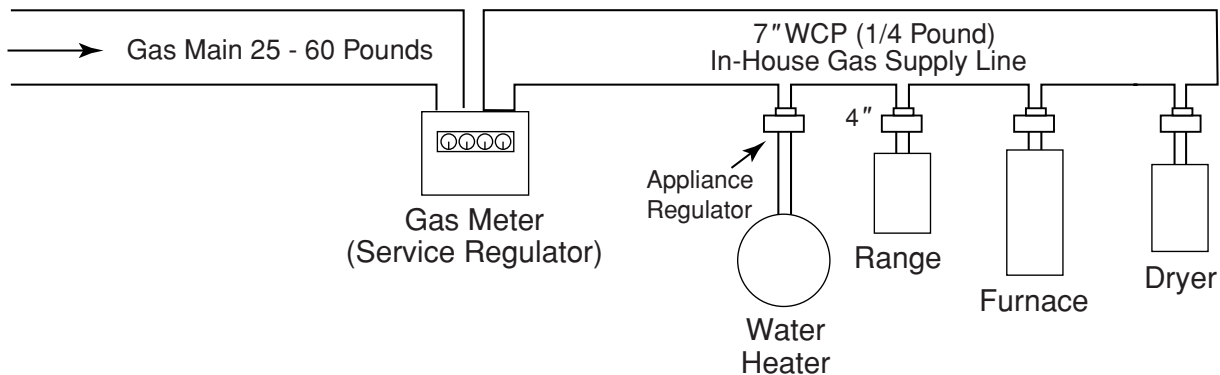 Gas Main 25 - 60 Pounds
7" WCP (1/4 Pound)
In-House Gas Supply Line
4"
Appliance
Regulator
Gas Meter
(Service Regulator)
Range
Furnace
Dryer
Water
Heater